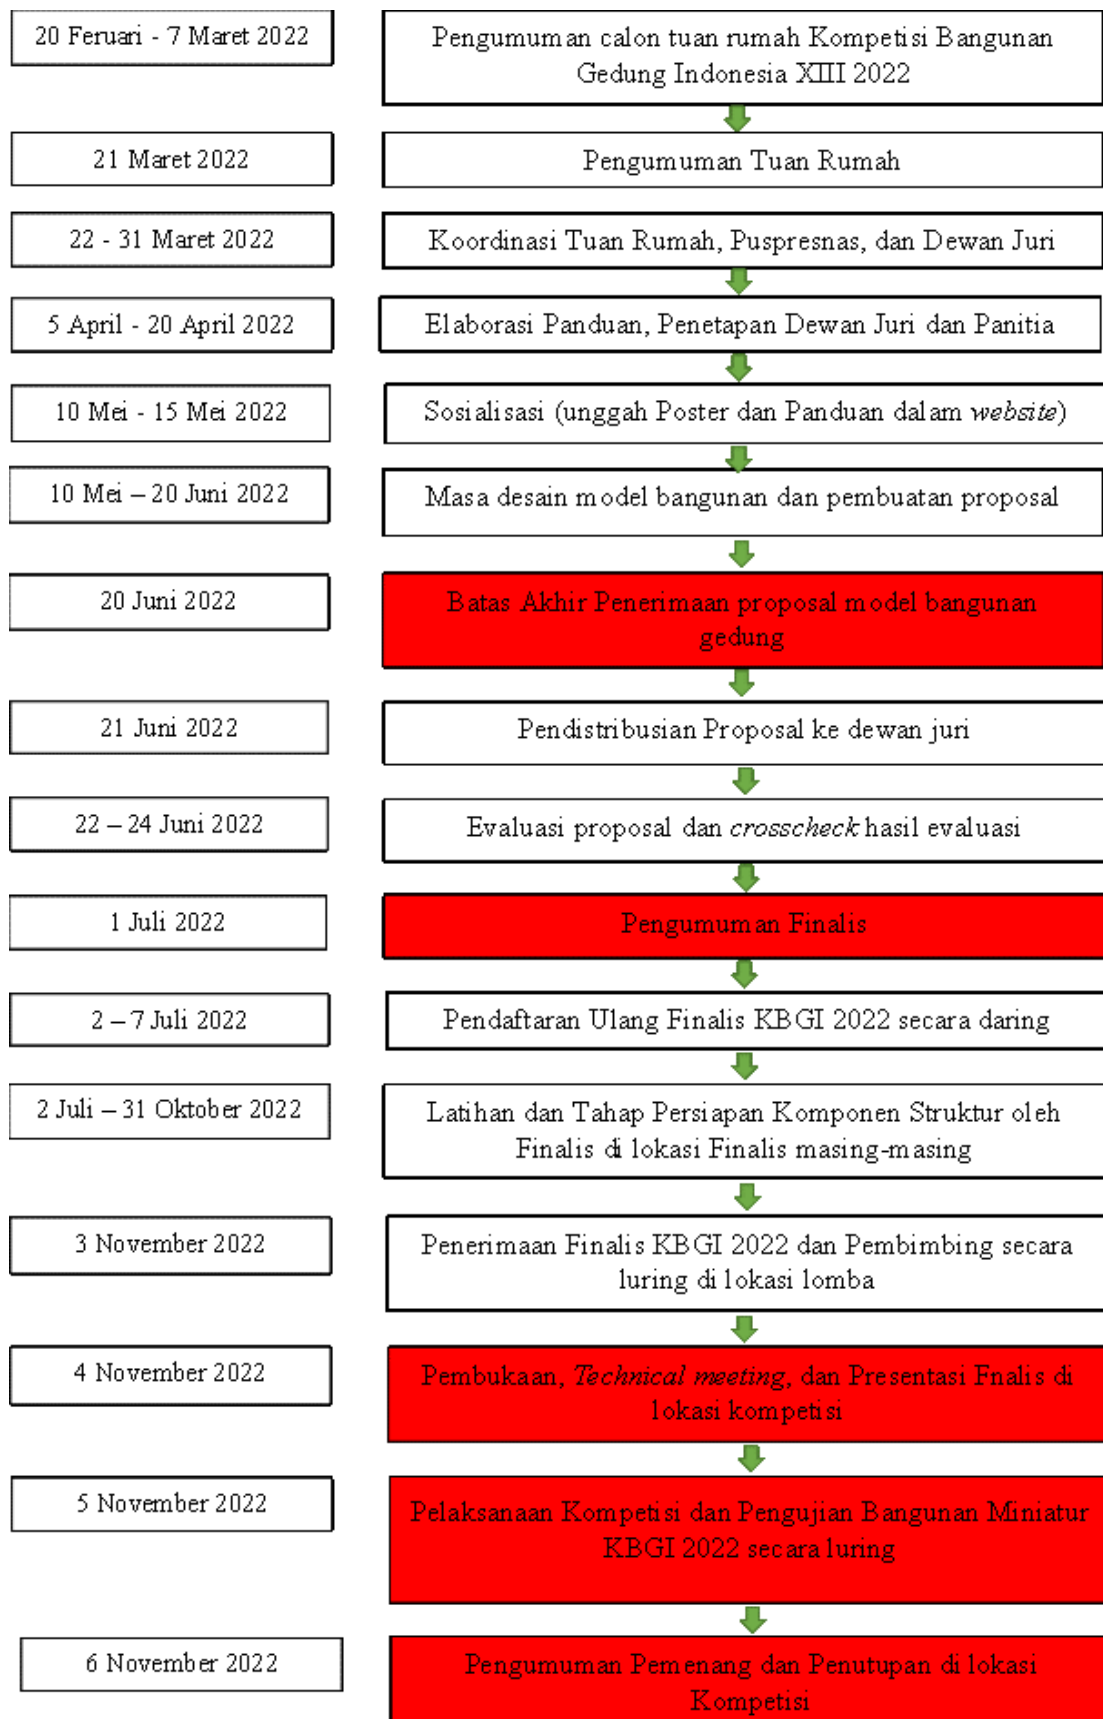 20 Feruari - 7 Maret 2022
Pengumuman calon tuan rumah Kompetisi Bangunan
Gedung Indonesia XIII 2022
21 Maret 2022
Pengumuman Tuan Rumah
22 - 31 Maret 2022
Koordinasi Tuan Rumah, Puspresnas, dan Dewan Juri
5 April - 20 April 2022
Elaborasi Panduan, Penetapan Dewan Juri dan Panitia
10 Mei - 15 Mei 2022
Sosialisasi (unggah Poster dan Panduan dalam website)
10 Mei – 20 Juni 2022
Masa desain model bangunan dan pembuatan proposal
20 Juni 2022
Batas Akhir Penerimaan proposal model bangunan
gedung
21 Juni 2022
Pendistribusian Proposal ke dewan juri
22 – 24 Juni 2022
Evaluasi proposal dan crosscheck hasil evaluasi
1 Juli 2022
Pengumuman Finalis
2 – 7 Juli 2022
Pendaftaran Ulang Finalis KBGI 2022 secara daring
2 Juli – 31 Oktober 2022
Latihan dan Tahap Persiapan Komponen Struktur oleh
Finalis di lokasi Finalis masing-masing
3 November 2022
Penerimaan Finalis KBGI 2022 dan Pembimbing secara
luring di lokasi lomba
4 November 2022
Pembukaan, Technical meeting, dan Presentasi Fnalis di
lokasi kompetisi
5 November 2022
Pelaksanaan Kompetisi dan Pengujian Bangunan Miniatur
KBGI 2022 secara luring
6 November 2022
Pengumuman Pemenang dan Penutupan di lokasi
Kompetisi